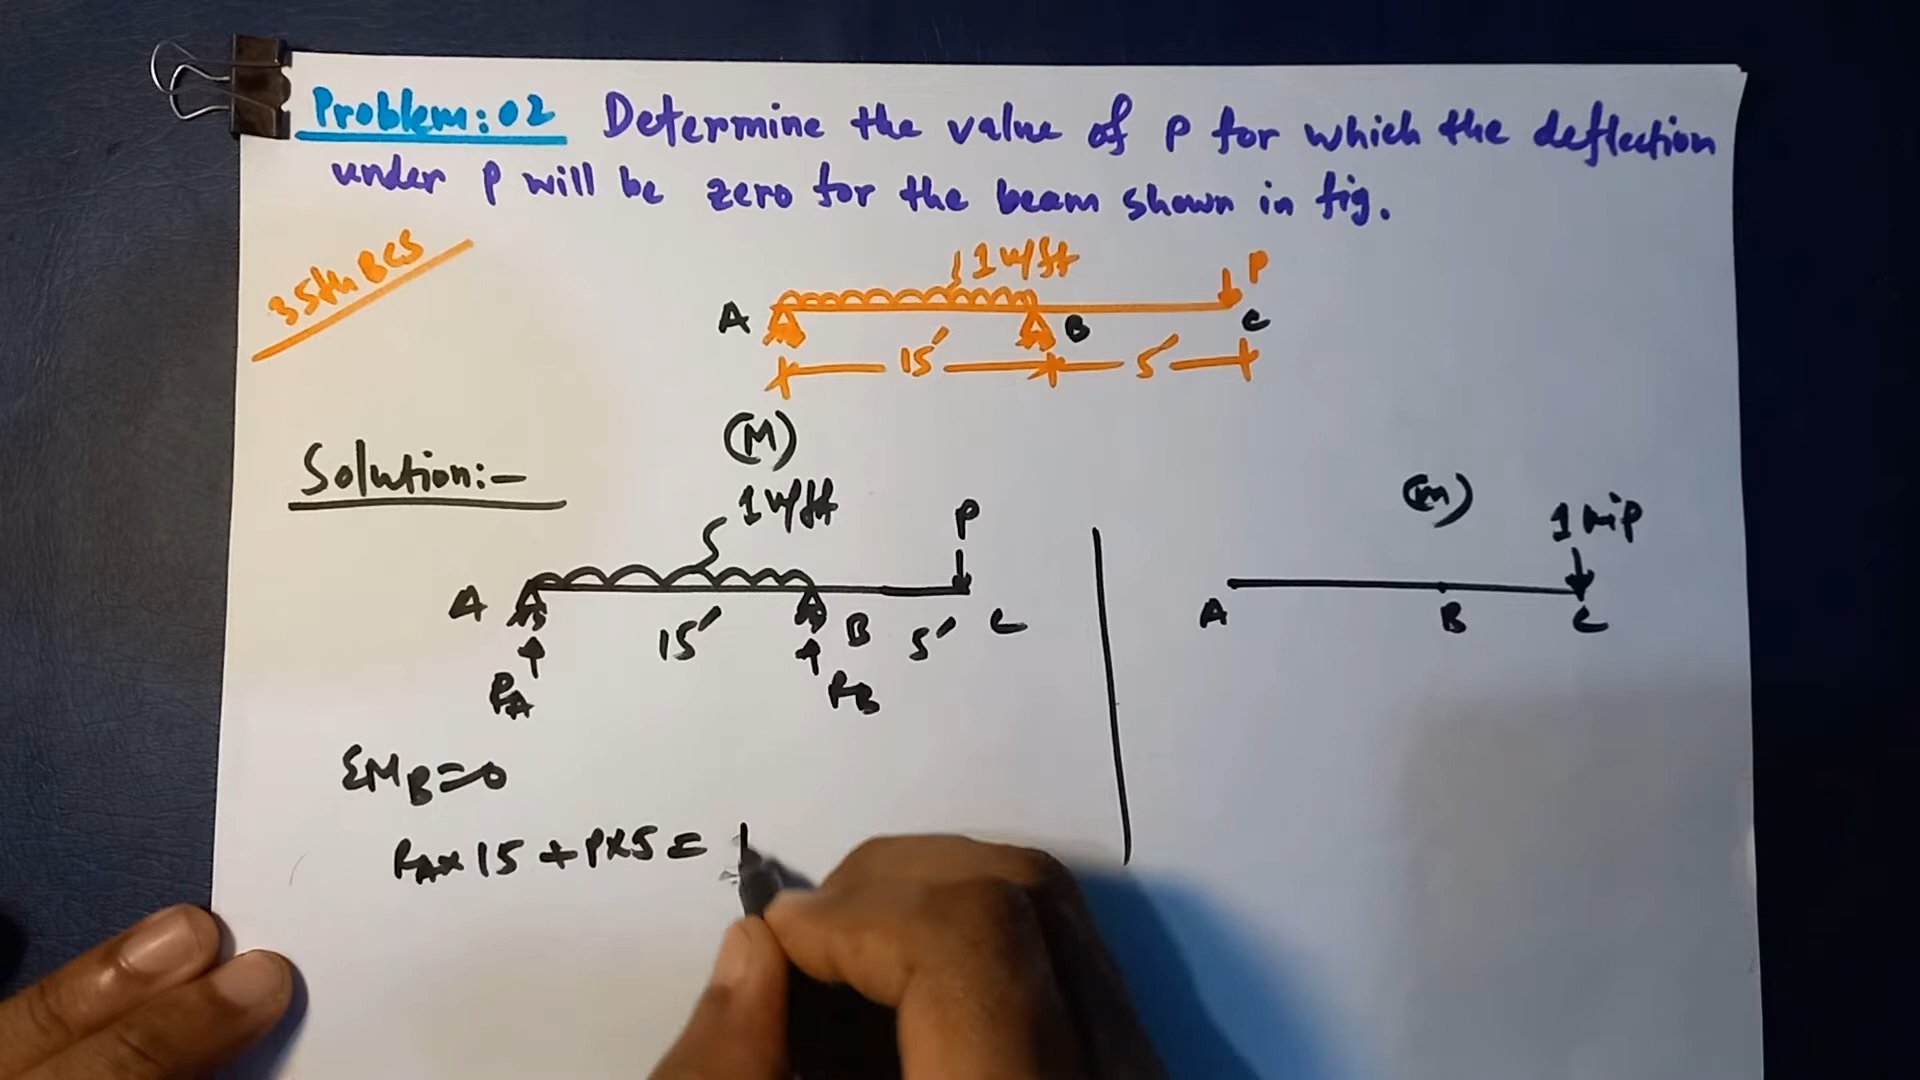 Problem: 02 Determine the value of P for which the deflection
under P will be zero for the beam shown in fig.
35th BCS
1 k/ft
P
A
B
C
15'
5'
(M)
Solution:-
1 k/ft
P
A
B
C
15'
5'
RA
RB
(m)
1 kip
A
B
C
ΣMB=0
RA×15 + P×5 =